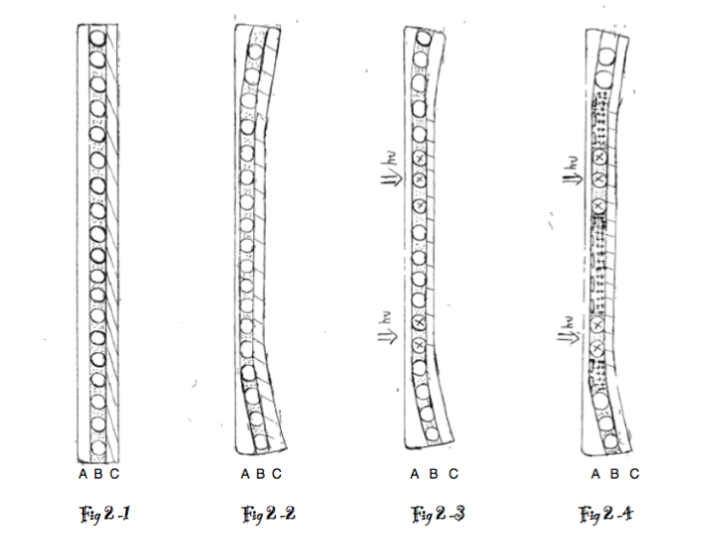 ⇓hν ⇓hν
⇓hν ⇓hν
A B C A B C A B C A B C
Fig 2-1 Fig 2-2 Fig 2-3 Fig 2-4